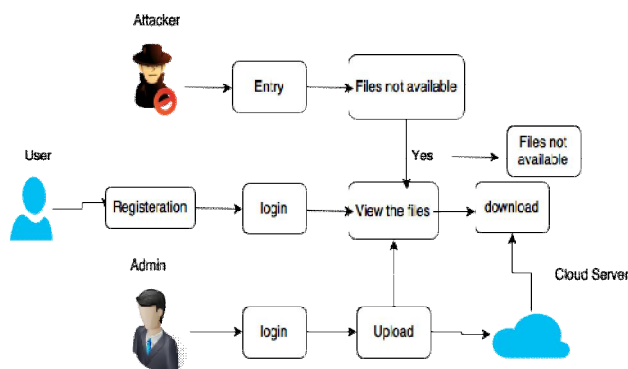 Attacker
Entry
Files not available
Yes
Files not
available
User
Registeration
login
View the files
download
Admin
Cloud Server
login
Upload